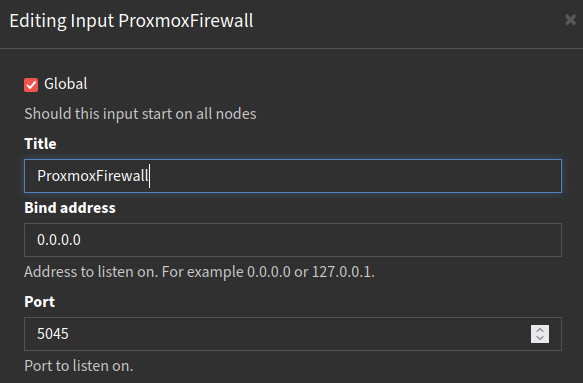 Editing Input ProxmoxFirewall
×
Global
Should this input start on all nodes
Title
ProxmoxFirewall
Bind address
0.0.0.0
Address to listen on. For example 0.0.0.0 or 127.0.0.1.
Port
5045
Port to listen on.